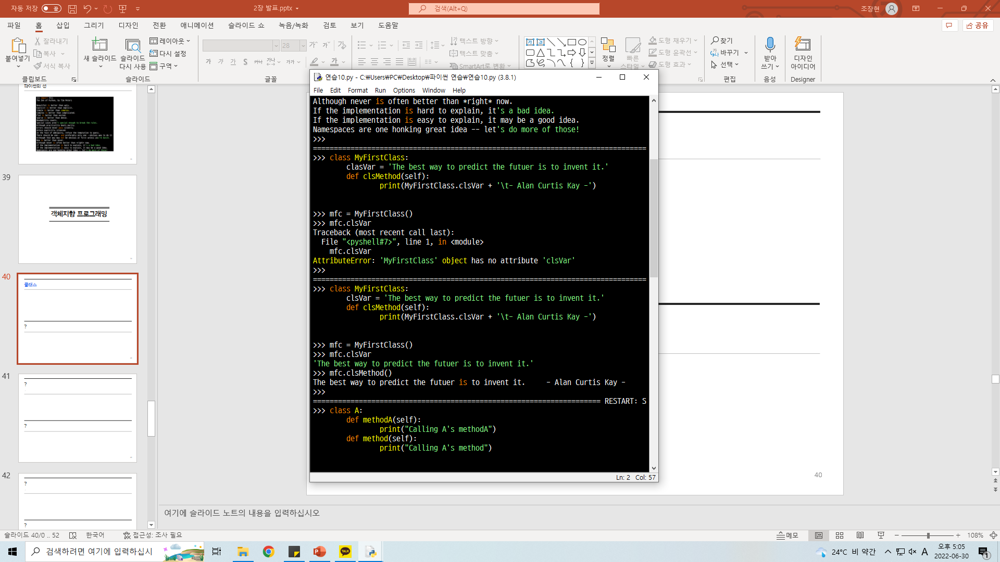 자동 저장 끔
2장 발표.pptx
검색(Alt+Q)
조장현
파일 홈 삽입 그리기 디자인 전환 애니메이션 슬라이드 쇼 녹음/녹화 검토 보기 도움말
공유
붙여넣기
잘라내기
복사
서식 복사
클립보드
새 슬라이드
슬라이드 다시 사용
레이아웃
다시 설정
구역
슬라이드
28
가 가 가 S
글꼴
텍스트 방향
텍스트 맞춤
SmartArt로 변환
정렬
빠른 스타일
도형 채우기
도형 윤곽선
도형 효과
찾기
바꾸기
선택
편집
받아쓰기
음성
디자인 아이디어
Designer
파이썬의 선
39
객체지향 프로그래밍
40
클래스
?
41
?
?
42
?
?
연습10.py - C:₩Users₩PC₩Desktop₩파이썬 연습₩연습10.py (3.8.1)
File Edit Format Run Options Window Help
Although never is often better than *right* now.
If the implementation is hard to explain, it's a bad idea.
If the implementation is easy to explain, it may be a good idea.
Namespaces are one honking great idea -- let's do more of those!
>>>
================================================================================
>>> class MyFirstClass:
        clasVar = 'The best way to predict the futuer is to invent it.'
        def clsMethod(self):
                print(MyFirstClass.clsVar + '\t- Alan Curtis Kay -')
>>> mfc = MyFirstClass()
>>> mfc.clsVar
Traceback (most recent call last):
  File "<pyshell#7>", line 1, in <module>
    mfc.clsVar
AttributeError: 'MyFirstClass' object has no attribute 'clsVar'
>>>
================================================================================
>>> class MyFirstClass:
        clsVar = 'The best way to predict the futuer is to invent it.'
        def clsMethod(self):
                print(MyFirstClass.clsVar + '\t- Alan Curtis Kay -')
>>> mfc = MyFirstClass()
>>> mfc.clsVar
'The best way to predict the futuer is to invent it.'
>>> mfc.clsMethod()
The best way to predict the futuer is to invent it.     - Alan Curtis Kay -
>>>
===================================================================== RESTART: S
>>> class A:
        def methodA(self):
                print("Calling A's methodA")
        def method(self):
                print("Calling A's method")
Ln: 2 Col: 57
40
여기에 슬라이드 노트의 내용을 입력하십시오
슬라이드 40/0 .. 52 한국어 접근성: 조사 필요
메모
108%
검색하려면 여기에 입력하십시
TALK
24°C 비 약간
A
오후 5:05
2022-06-30
1